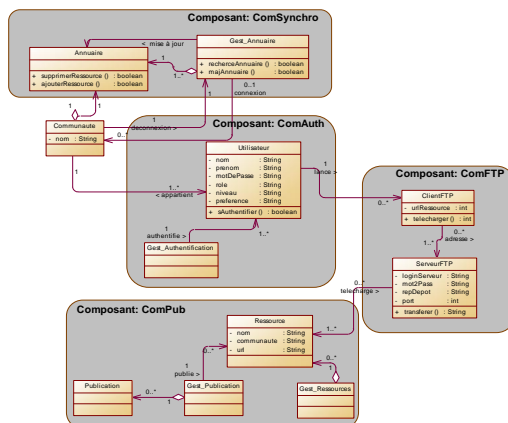 Composant: ComSynchro
< mise à jour
Annuaire
+ supprimerRessource () : boolean
+ ajouterRessource () : boolean
Gest_Annuaire
+ recherceAnnuaire () : boolean
+ majAnnuaire () : boolean
1
1..*
1
1
1
0..1
connexion
Communaute
- nom : String
deconnexion >
0..*
1
1..*
< appartient
Composant: ComAuth
Utilisateur
- nom : String
- prenom : String
- motDePasse : String
- role : String
- niveau : String
- preference : String
+ sAuthentifier () : boolean
1
authentifie >
1..*
Gest_Authentification
1
lance >
0..*
Composant: ComFTP
ClientFTP
- urlRessource : int
+ telecharger () : int
0..*
adresse >
1..*
ServeurFTP
- loginServeur : String
- mot2Pass : String
- repDepot : String
- port : int
+ transferer () : String
0..*
telecharge >
1..*
Composant: ComPub
Ressource
- nom : String
- communaute : String
- url : String
1
publie >
0..*
0..*
1
Publication
0..*
1
Gest_Publication
Gest_Ressources